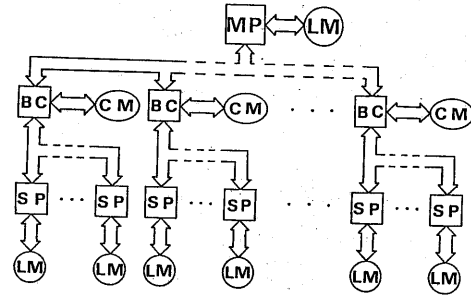 MP LM
BC CM BC CM . . . BC CM
SP ... SP SP ... SP ... SP ... SP
LM LM LM LM LM LM